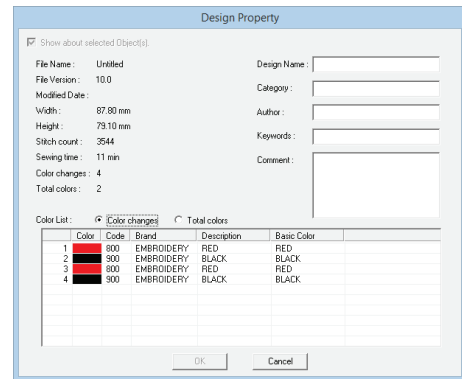 Design Property
Show about selected Object(s).
File Name : Untitled
File Version : 10.0
Modified Date :
Width : 87.80 mm
Height : 79.10 mm
Stitch count : 3544
Sewing time : 11 min
Color changes : 4
Total colors : 2
Design Name :
Category :
Author :
Keywords :
Comment :
Color List : Color changes Total colors
Color Code Brand Description Basic Color
1 800 EMBROIDERY RED RED
2 900 EMBROIDERY BLACK BLACK
3 800 EMBROIDERY RED RED
4 900 EMBROIDERY BLACK BLACK
OK Cancel